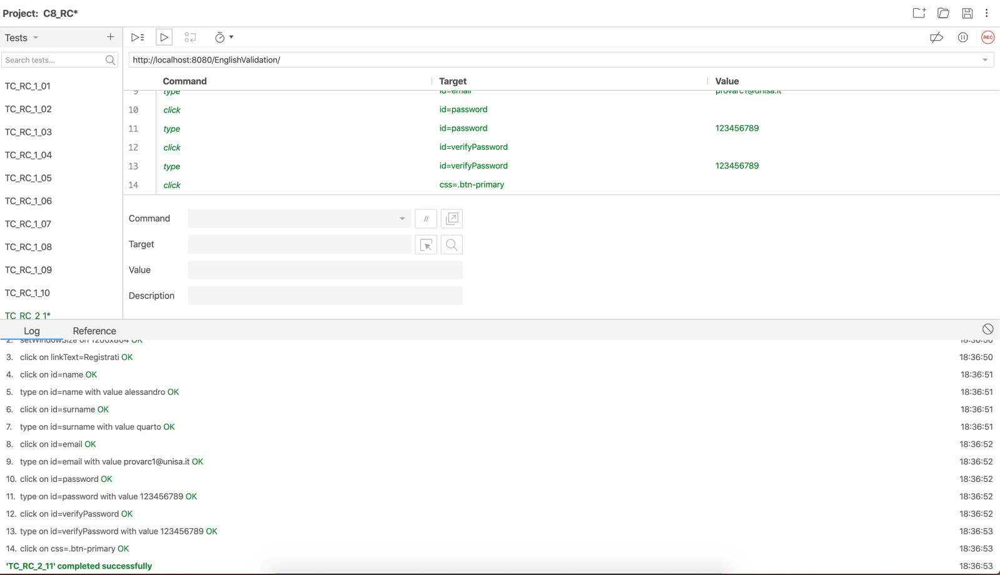 Project: C8_RC*
Tests
Search tests...
TC_RC_1_01
TC_RC_1_02
TC_RC_1_03
TC_RC_1_04
TC_RC_1_05
TC_RC_1_06
TC_RC_1_07
TC_RC_1_08
TC_RC_1_09
TC_RC_1_10
TC_RC_2_1*
REC
http://localhost:8080/EnglishValidation/
Command Target Value
9 type id=email provarc1@unisa.it
10 click id=password
11 type id=password 123456789
12 click id=verifyPassword
13 type id=verifyPassword 123456789
14 click css=.btn-primary
Command //
Target
Value
Description
Log Reference
2. setWindowSize on 1200x804 OK 18:36:50
3. click on linkText=Registrati OK 18:36:50
4. click on id=name OK 18:36:51
5. type on id=name with value alessandro OK 18:36:51
6. click on id=surname OK 18:36:51
7. type on id=surname with value quarto OK 18:36:51
8. click on id=email OK 18:36:52
9. type on id=email with value provarc1@unisa.it OK 18:36:52
10. click on id=password OK 18:36:52
11. type on id=password with value 123456789 OK 18:36:52
12. click on id=verifyPassword OK 18:36:52
13. type on id=verifyPassword with value 123456789 OK 18:36:53
14. click on css=.btn-primary OK 18:36:53
'TC_RC_2_11' completed successfully 18:36:53